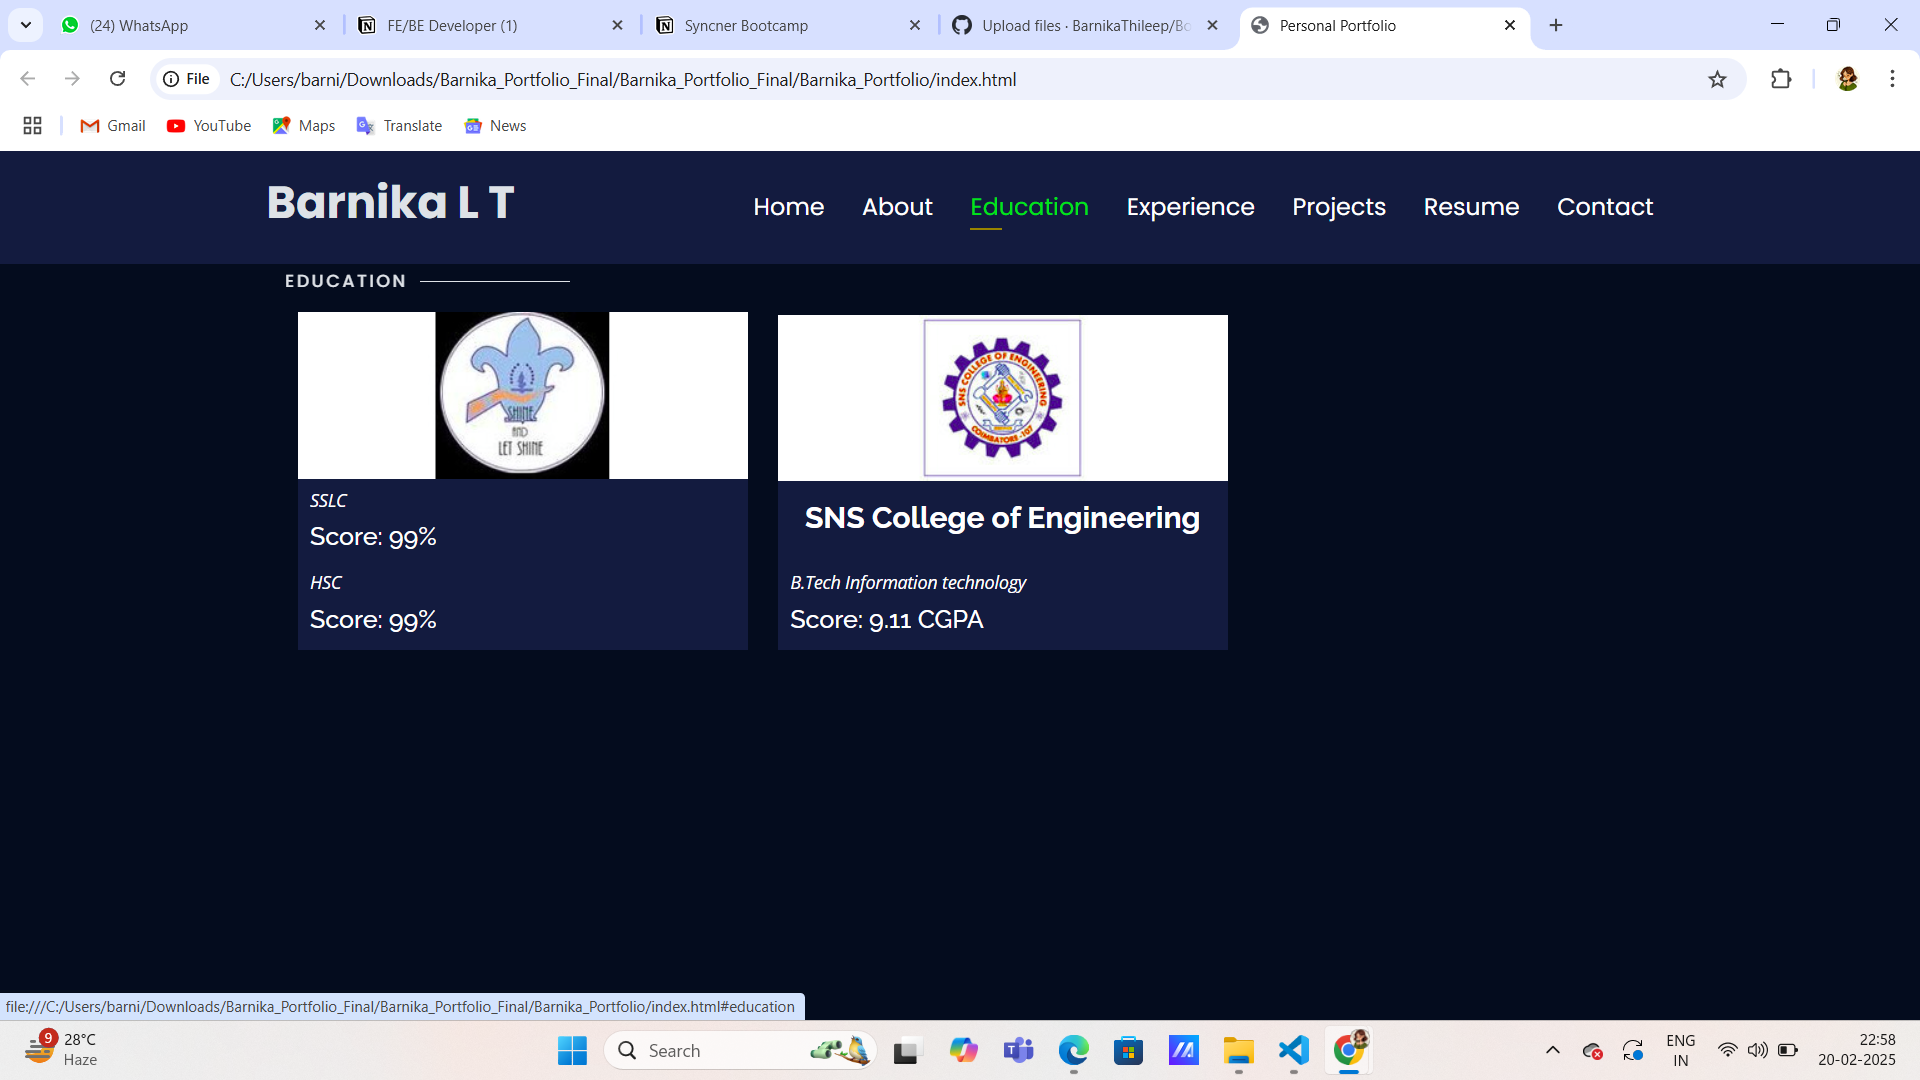 (24) WhatsApp
FE/BE Developer (1)
Syncner Bootcamp
Upload files · BarnikaThileep/Bo
Personal Portfolio
File
C:/Users/barni/Downloads/Barnika_Portfolio_Final/Barnika_Portfolio_Final/Barnika_Portfolio/index.html
Gmail
YouTube
Maps
Translate
News
Barnika L T
Home
About
Education
Experience
Projects
Resume
Contact
EDUCATION
SHINE
AND
LET SHINE
SNS COLLEGE OF ENGINEERING
COIMBATORE-107
SSLC
Score: 99%
HSC
Score: 99%
SNS College of Engineering
B.Tech Information technology
Score: 9.11 CGPA
file:///C:/Users/barni/Downloads/Barnika_Portfolio_Final/Barnika_Portfolio_Final/Barnika_Portfolio/index.html#education
9
28°C
Haze
Search
ENG
IN
22:58
20-02-2025